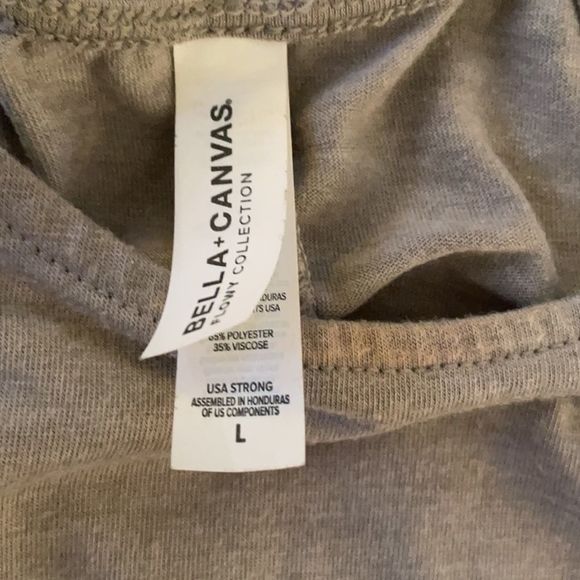 BELLA+CANVAS.
FLOWY COLLECTION
65% POLYESTER
35% VISCOSE
USA STRONG
ASSEMBLED IN HONDURAS
OF US COMPONENTS
L